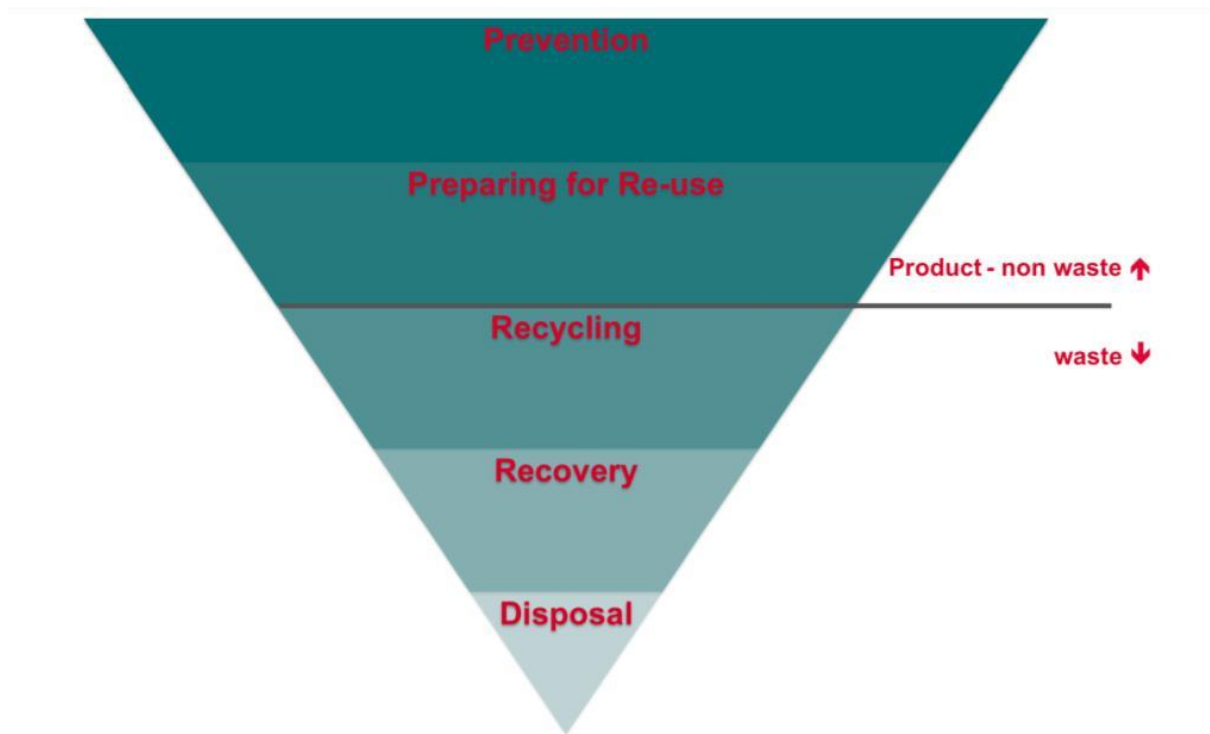 Prevention
Preparing for Re-use
Product - non waste ↑
Recycling
waste ↓
Recovery
Disposal